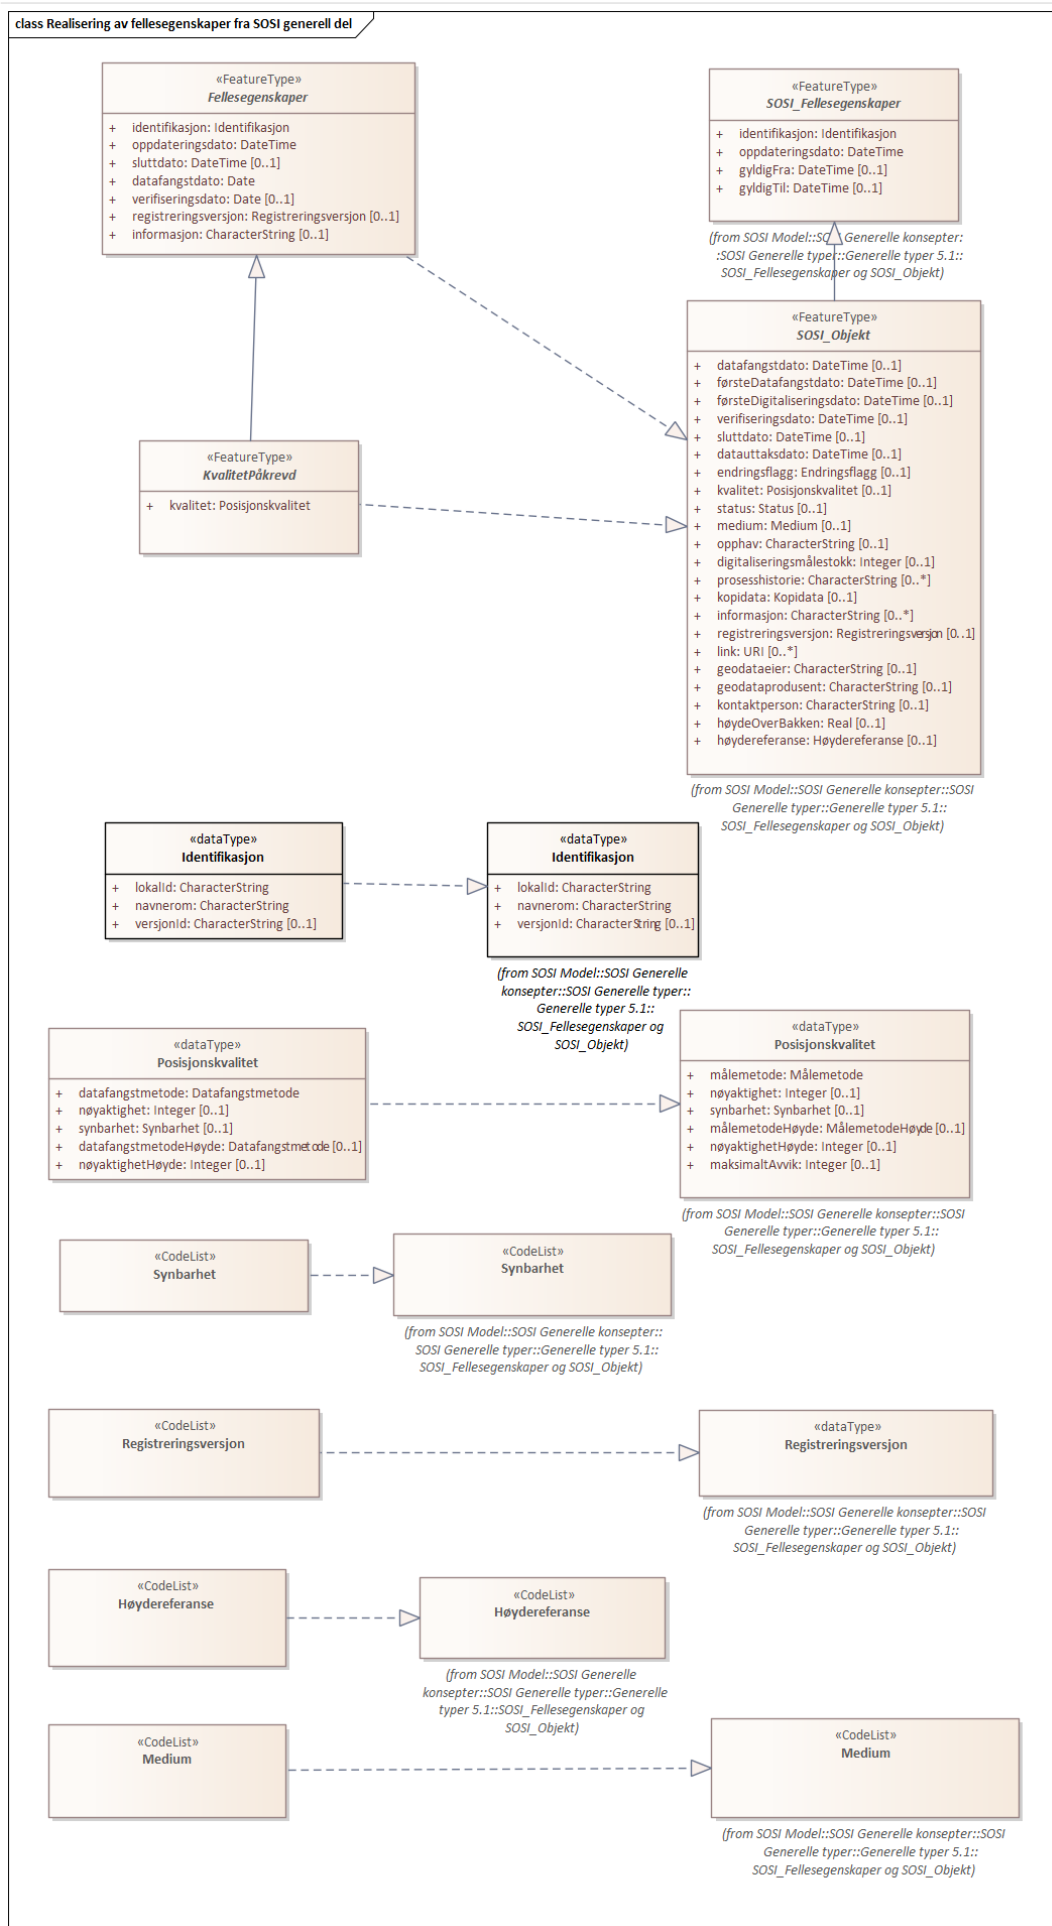 class Realisering av fellesegenskaper fra SOSI generell del
«FeatureType»
Fellesegenskaper
+ identifikasjon: Identifikasjon
+ oppdateringsdato: DateTime
+ sluttdato: DateTime [0..1]
+ datafangstdato: Date
+ verifiseringsdato: Date [0..1]
+ registreringsversjon: Registreringsversjon [0..1]
+ informasjon: CharacterString [0..1]
«FeatureType»
SOSI_Fellesegenskaper
+ identifikasjon: Identifikasjon
+ oppdateringsdato: DateTime
+ gyldigFra: DateTime [0..1]
+ gyldigTil: DateTime [0..1]
(from SOSI Model::SOSI Generelle konsepter:
:SOSI Generelle typer::Generelle typer 5.1::
SOSI_Fellesegenskaper og SOSI_Objekt)
«FeatureType»
SOSI_Objekt
+ datafangstdato: DateTime [0..1]
+ førsteDatafangstdato: DateTime [0..1]
+ førsteDigitaliseringsdato: DateTime [0..1]
+ verifiseringsdato: DateTime [0..1]
+ sluttdato: DateTime [0..1]
+ datauttaksdato: DateTime [0..1]
+ endringsflagg: Endringsflagg [0..1]
+ kvalitet: Posisjonskvalitet [0..1]
+ status: Status [0..1]
+ medium: Medium [0..1]
+ opphav: CharacterString [0..1]
+ digitaliseringsmålestokk: Integer [0..1]
+ prosesshistorie: CharacterString [0..*]
+ kopidata: Kopidata [0..1]
+ informasjon: CharacterString [0..*]
+ registreringsversjon: Registreringsversjon [0..1]
+ link: URI [0..*]
+ geodataeier: CharacterString [0..1]
+ geodataprodusent: CharacterString [0..1]
+ kontaktperson: CharacterString [0..1]
+ høydeOverBakken: Real [0..1]
+ høydereferanse: Høydereferanse [0..1]
(from SOSI Model::SOSI Generelle konsepter::SOSI
Generelle typer::Generelle typer 5.1::
SOSI_Fellesegenskaper og SOSI_Objekt)
«FeatureType»
KvalitetPåkrevd
+ kvalitet: Posisjonskvalitet
«dataType»
Identifikasjon
+ lokalId: CharacterString
+ navnerom: CharacterString
+ versjonId: CharacterString [0..1]
«dataType»
Identifikasjon
+ lokalId: CharacterString
+ navnerom: CharacterString
+ versjonId: CharacterString [0..1]
(from SOSI Model::SOSI Generelle
konsepter::SOSI Generelle typer::
Generelle typer 5.1::
SOSI_Fellesegenskaper og
SOSI_Objekt)
«dataType»
Posisjonskvalitet
+ datafangstmetode: Datafangstmetode
+ nøyaktighet: Integer [0..1]
+ synbarhet: Synbarhet [0..1]
+ datafangstmetodeHøyde: Datafangstmetode [0..1]
+ nøyaktighetHøyde: Integer [0..1]
«dataType»
Posisjonskvalitet
+ målemetode: Målemetode
+ nøyaktighet: Integer [0..1]
+ synbarhet: Synbarhet [0..1]
+ målemetodeHøyde: MålemetodeHøyde [0..1]
+ nøyaktighetHøyde: Integer [0..1]
+ maksimaltAvvik: Integer [0..1]
(from SOSI Model::SOSI Generelle konsepter::SOSI
Generelle typer::Generelle typer 5.1::
SOSI_Fellesegenskaper og SOSI_Objekt)
«CodeList»
Synbarhet
«CodeList»
Synbarhet
(from SOSI Model::SOSI Generelle konsepter::
SOSI Generelle typer::Generelle typer 5.1::
SOSI_Fellesegenskaper og SOSI_Objekt)
«CodeList»
Registreringsversjon
«dataType»
Registreringsversjon
(from SOSI Model::SOSI Generelle konsepter::SOSI
Generelle typer::Generelle typer 5.1::
SOSI_Fellesegenskaper og SOSI_Objekt)
«CodeList»
Høydereferanse
«CodeList»
Høydereferanse
(from SOSI Model::SOSI Generelle
konsepter::SOSI Generelle typer::Generelle
typer 5.1::SOSI_Fellesegenskaper og
SOSI_Objekt)
«CodeList»
Medium
«CodeList»
Medium
(from SOSI Model::SOSI Generelle konsepter::SOSI
Generelle typer::Generelle typer 5.1::
SOSI_Fellesegenskaper og SOSI_Objekt)